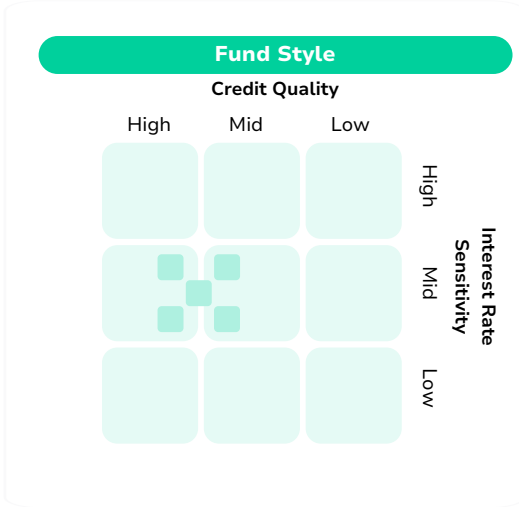 Fund Style
Credit Quality
High Mid Low
High
Mid
Low
Interest Rate
Sensitivity